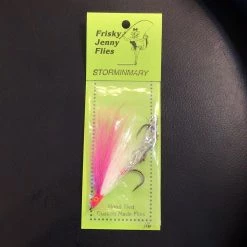 Frisky
Jenny
Flies
STORMINMARY
Hand Tied
Custom Made Flies